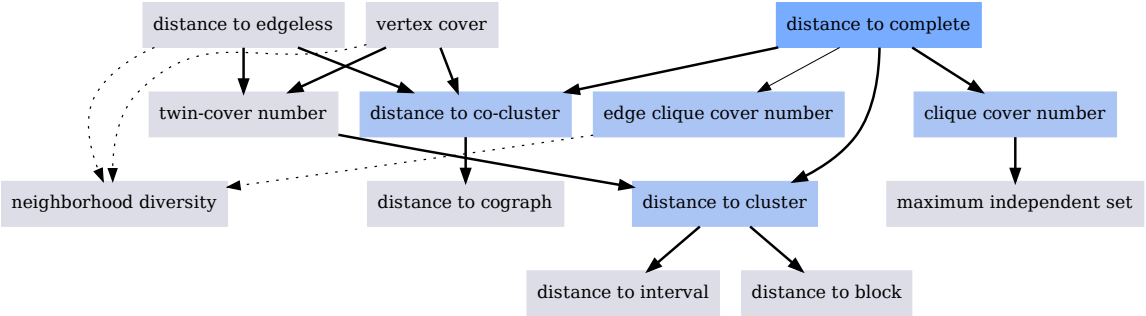 distance to edgeless
vertex cover
distance to complete
twin-cover number
distance to co-cluster
edge clique cover number
clique cover number
neighborhood diversity
distance to cograph
distance to cluster
maximum independent set
distance to interval
distance to block